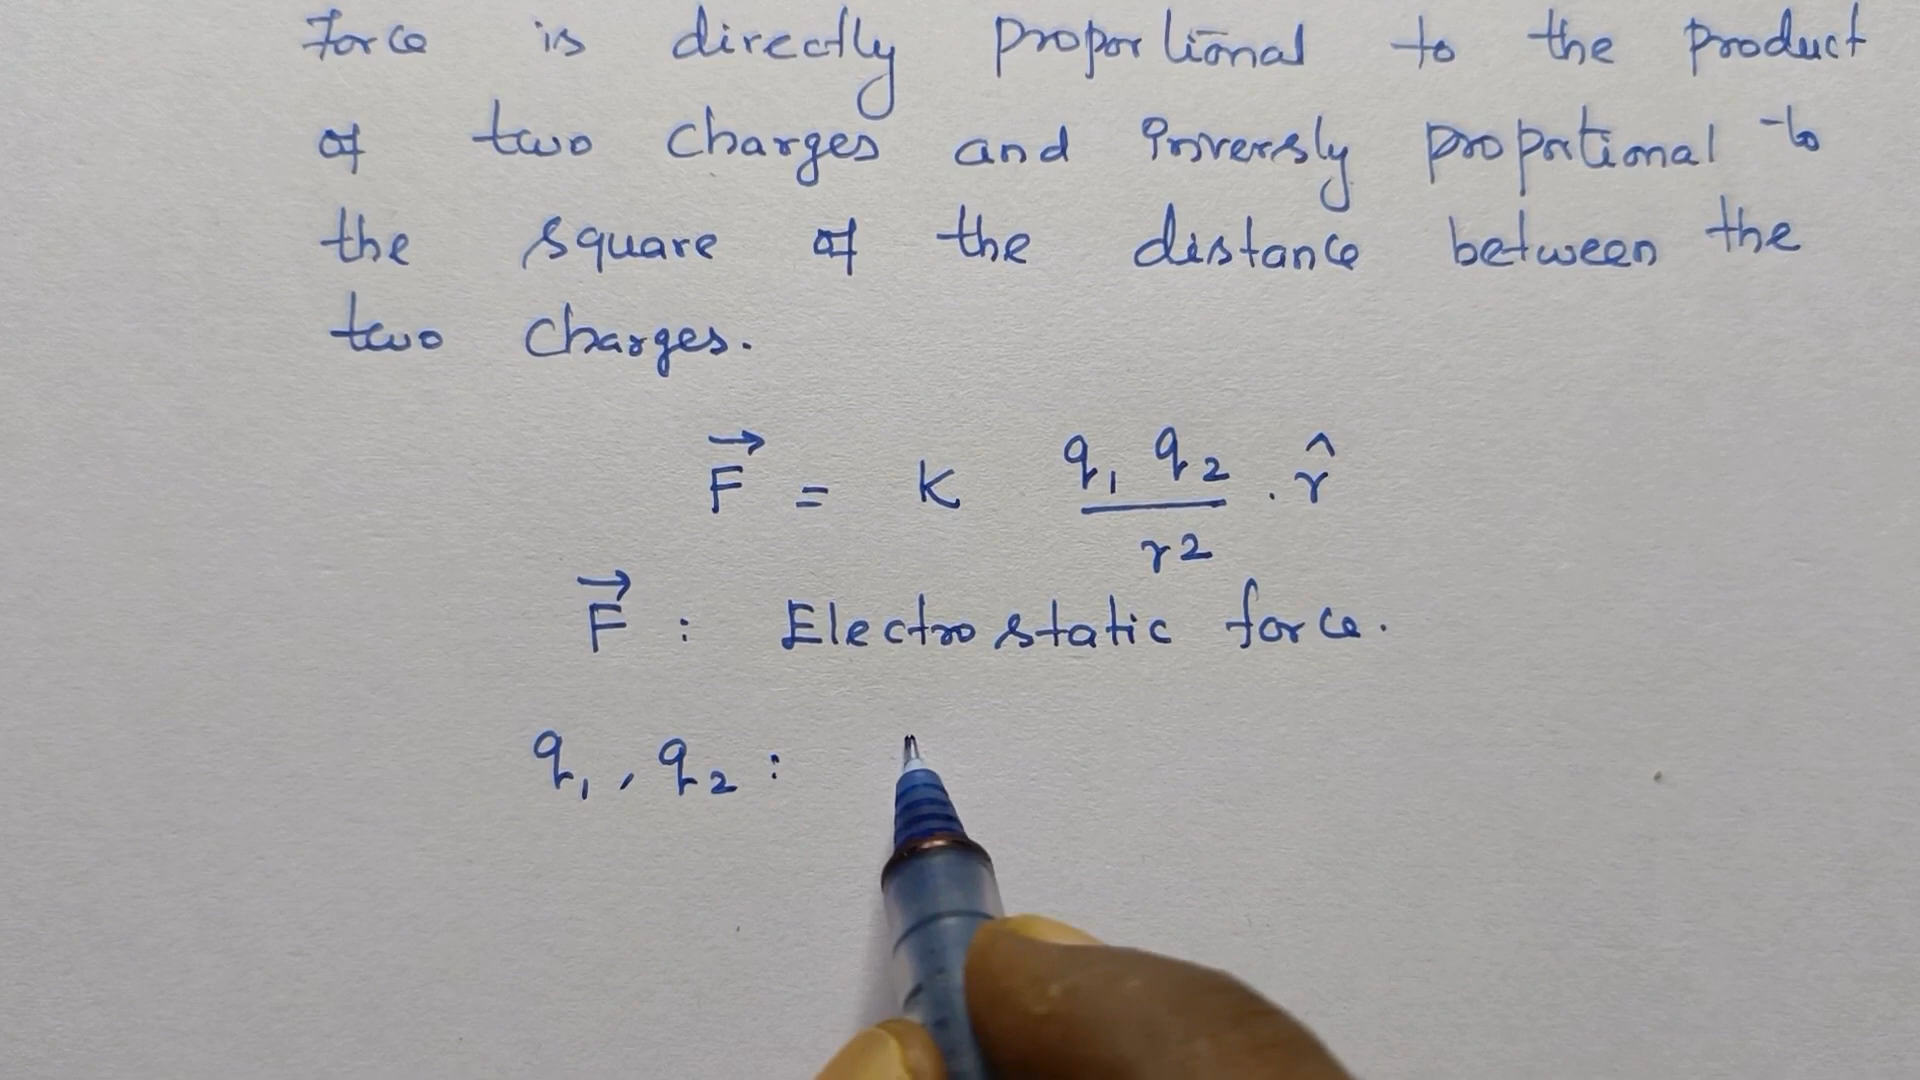 Force is directly proportional to the product
of two charges and inversly proportional to
the square of the distance between the
two charges.
F⃗ = K q₁ q₂ / r² . r̂
F⃗ : Electrostatic force.
q₁ , q₂ :